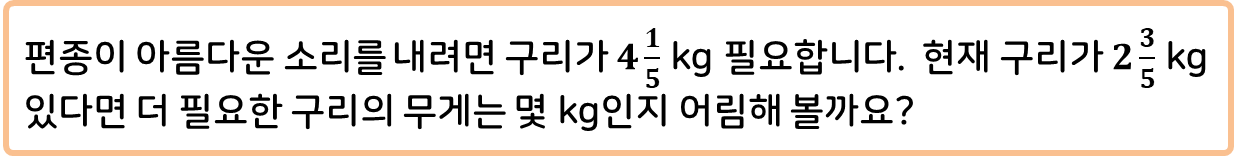 편종이 아름다운 소리를 내려면 구리가 4 1/5 kg 필요합니다. 현재 구리가 2 3/5 kg
있다면 더 필요한 구리의 무게는 몇 kg인지 어림해 볼까요?